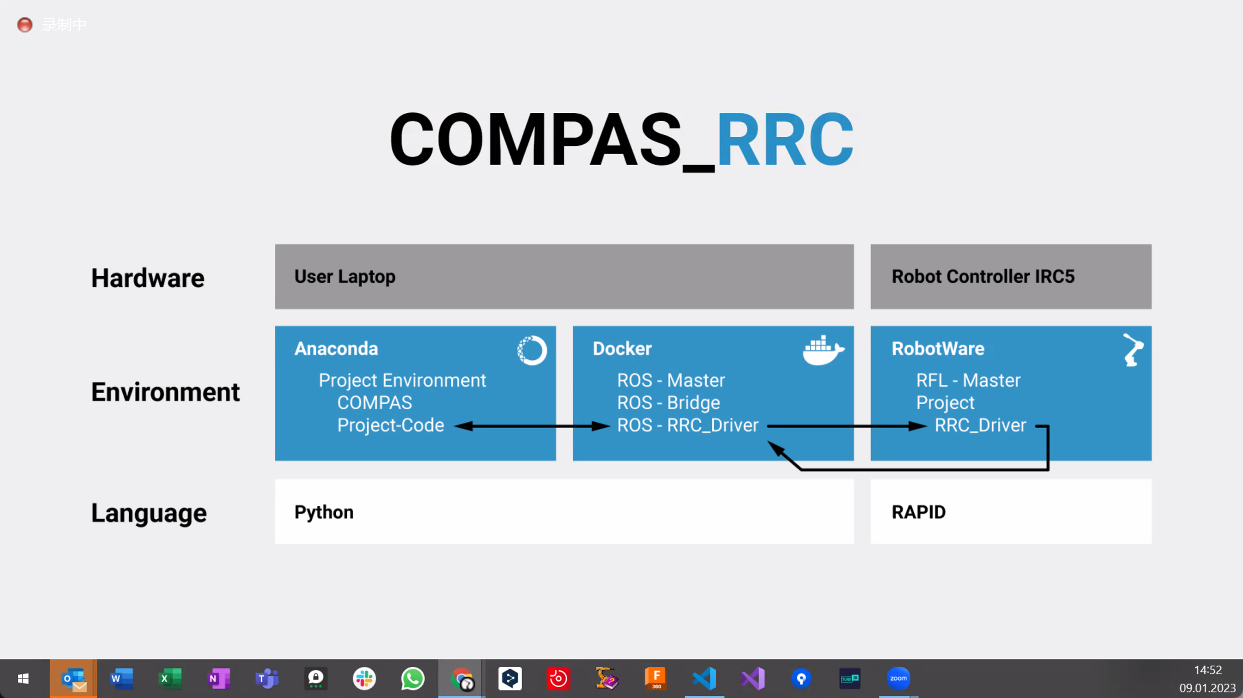 录制中
COMPAS_RRC
Hardware
User Laptop
Robot Controller IRC5
Environment
Anaconda
Project Environment
COMPAS
Project-Code
Docker
ROS - Master
ROS - Bridge
ROS - RRC_Driver
RobotWare
RFL - Master
Project
RRC_Driver
Language
Python
RAPID
14:52
09.01.2023
zoom